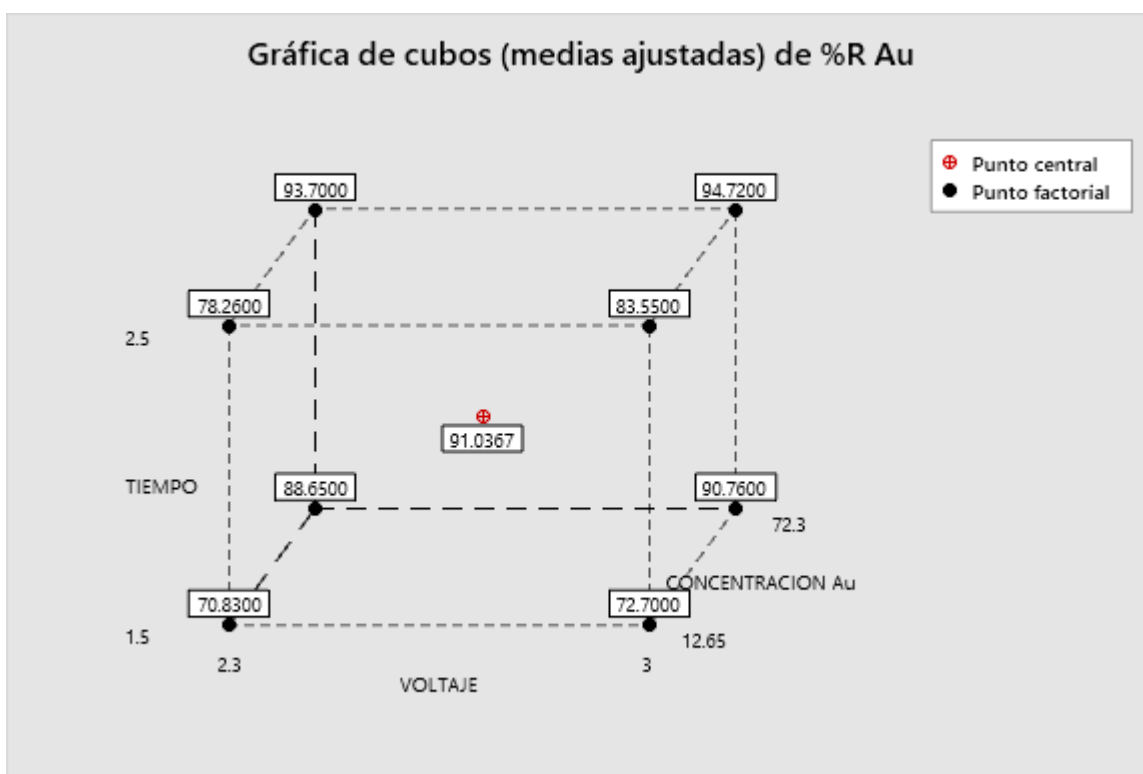 Gráfica de cubos (medias ajustadas) de %R Au
Punto central
Punto factorial
93.7000
94.7200
78.2600
83.5500
2.5
91.0367
TIEMPO
88.6500
90.7600
72.3
CONCENTRACION Au
70.8300
72.7000
1.5
12.65
2.3
3
VOLTAJE